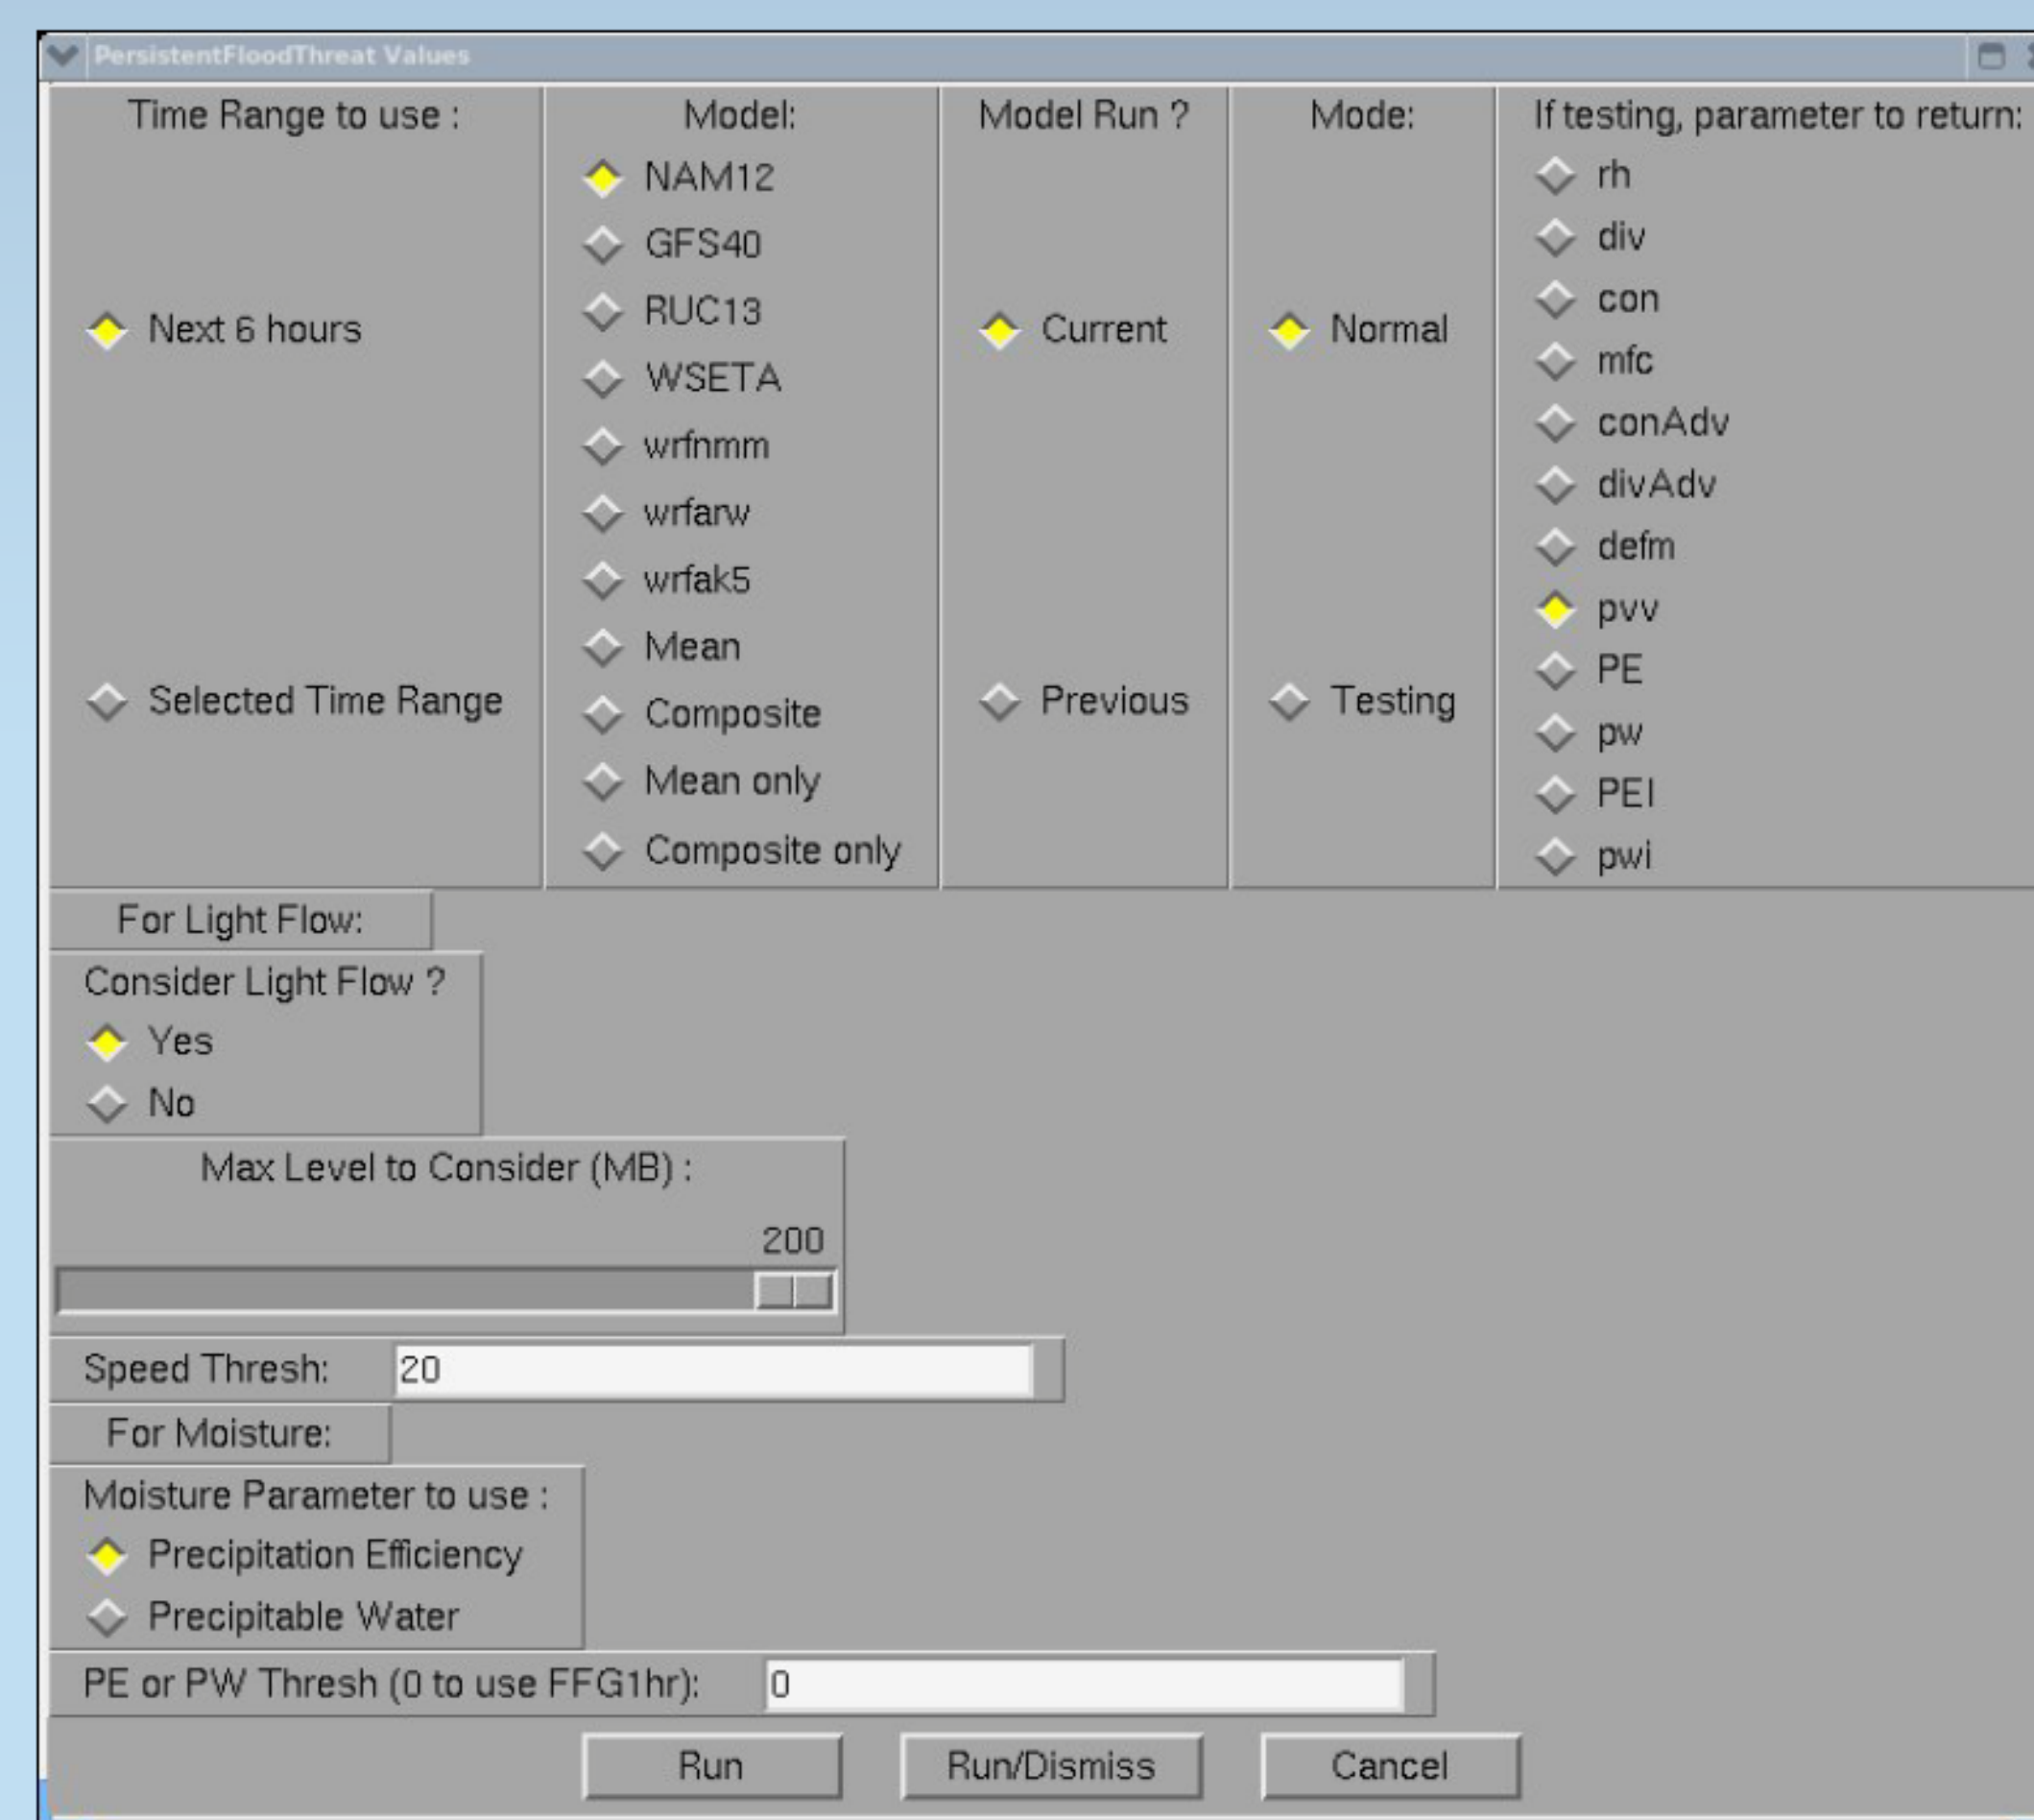 PersistentFloodThreat Values
Time Range to use :
Next 6 hours
Selected Time Range
Model:
NAM12
GFS40
RUC13
WSETA
wrfnmm
wrfarw
wrfak5
Mean
Composite
Mean only
Composite only
Model Run ?
Current
Previous
Mode:
Normal
Testing
If testing, parameter to return:
rh
div
con
mfc
conAdv
divAdv
defm
pvv
PE
pw
PEI
pwi
For Light Flow:
Consider Light Flow ?
Yes
No
Max Level to Consider (MB) :
200
Speed Thresh: 20
For Moisture:
Moisture Parameter to use :
Precipitation Efficiency
Precipitable Water
PE or PW Thresh (0 to use FFG1hr): 0
Run Run/Dismiss Cancel